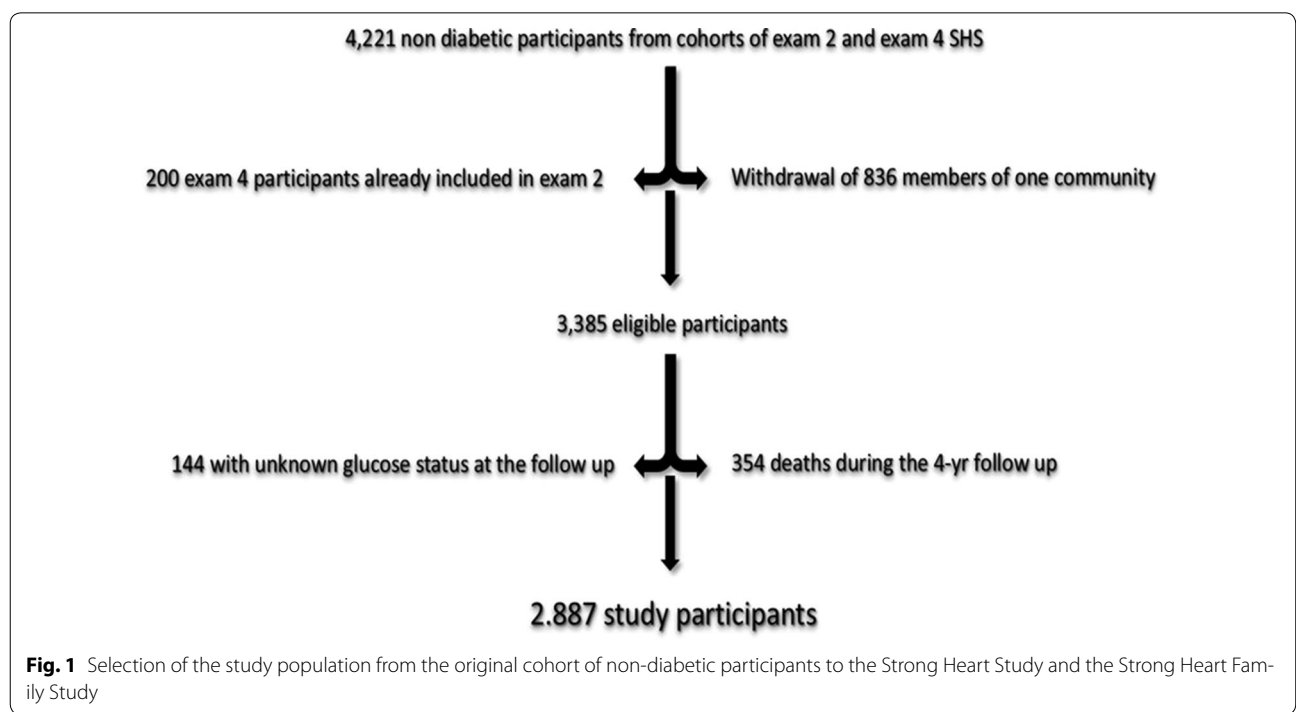 4,221 non diabetic participants from cohorts of exam 2 and exam 4 SHS
200 exam 4 participants already included in exam 2
Withdrawal of 836 members of one community
3,385 eligible participants
144 with unknown glucose status at the follow up
354 deaths during the 4-yr follow up
2.887 study participants
Fig. 1 Selection of the study population from the original cohort of non-diabetic participants to the Strong Heart Study and the Strong Heart Fam-
ily Study